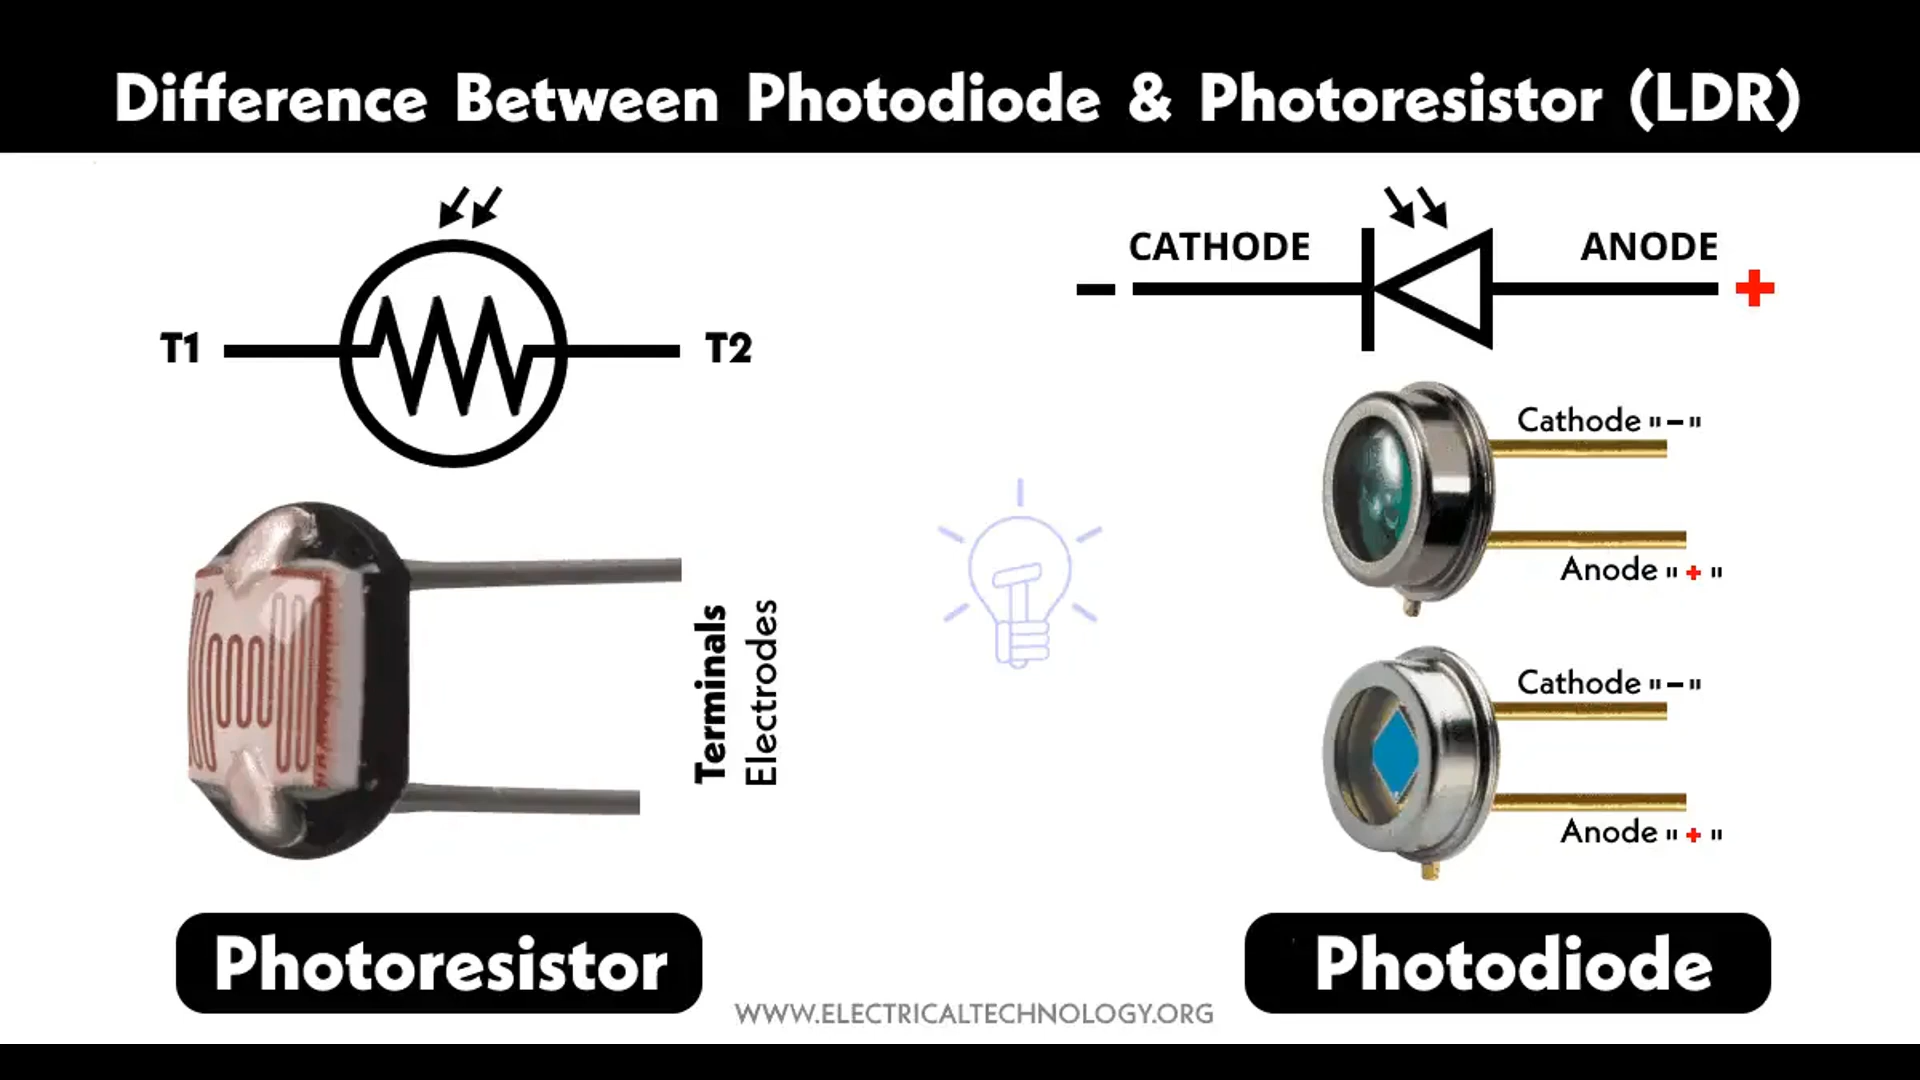 Difference Between Photodiode & Photoresistor (LDR)
T1
T2
Terminals
Electrodes
Photoresistor
CATHODE
ANODE
− +
Cathode "−"
Anode "+"
Cathode "−"
Anode "+"
Photodiode
WWW.ELECTRICALTECHNOLOGY.ORG